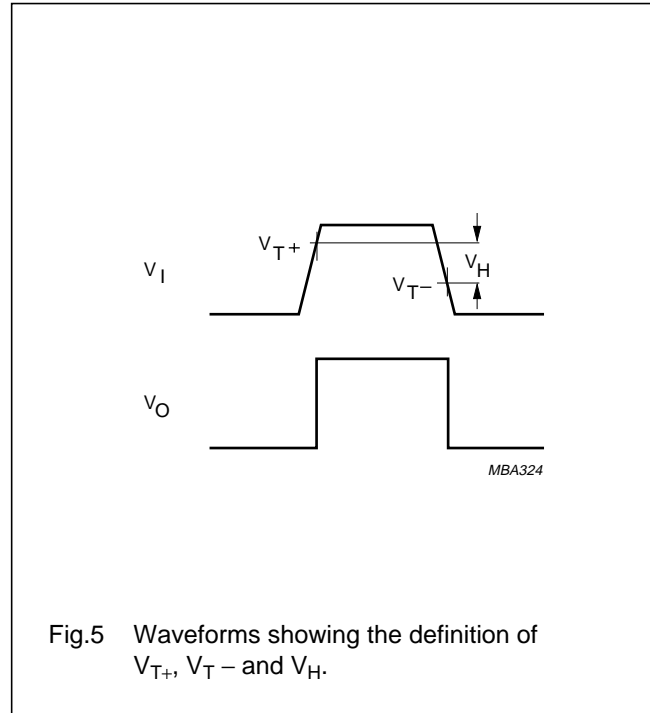 V_T+
V_H
V_I
V_T−
V_O
MBA324
Fig.5 Waveforms showing the definition of
V_T+, V_T − and V_H.